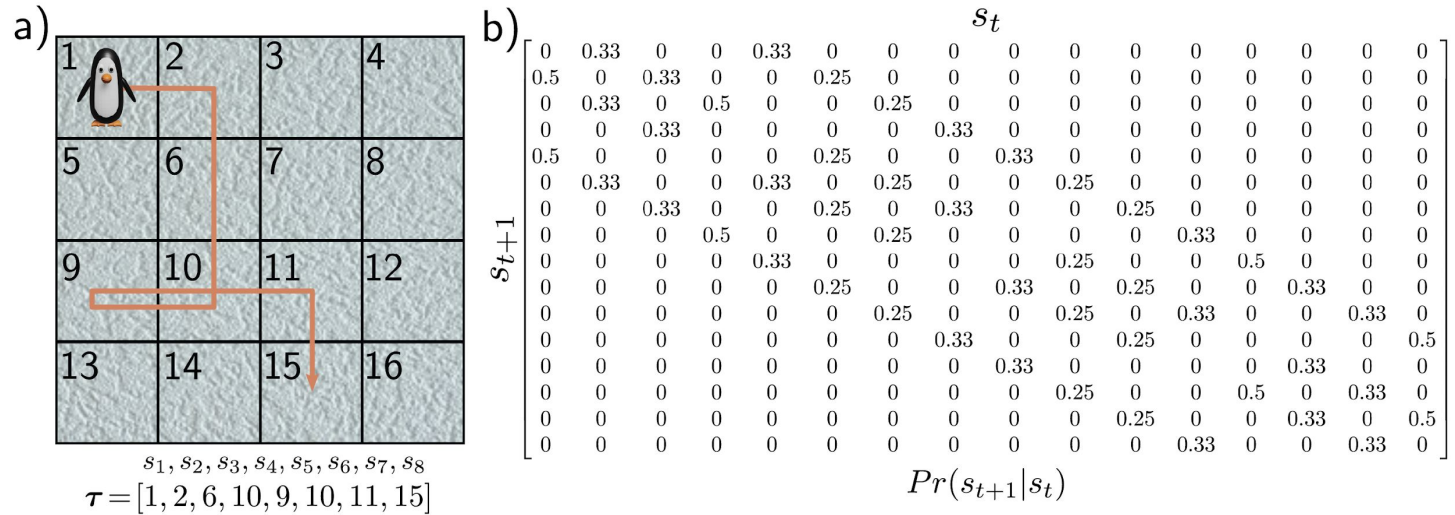 a)
1 2 3 4
5 6 7 8
9 10 11 12
13 14 15 16
s₁, s₂, s₃, s₄, s₅, s₆, s₇, s₈
τ=[1, 2, 6, 10, 9, 10, 11, 15]
b)
sₜ
sₜ₊₁
0 0.33 0 0 0.33 0 0 0 0 0 0 0 0 0 0 0
0.5 0 0.33 0 0 0.25 0 0 0 0 0 0 0 0 0 0
0 0.33 0 0.5 0 0 0.25 0 0 0 0 0 0 0 0 0
0 0 0.33 0 0 0 0 0.33 0 0 0 0 0 0 0 0
0.5 0 0 0 0 0.25 0 0 0.33 0 0 0 0 0 0 0
0 0.33 0 0 0.33 0 0.25 0 0 0.25 0 0 0 0 0 0
0 0 0.33 0 0 0.25 0 0.33 0 0 0.25 0 0 0 0 0
0 0 0 0.5 0 0 0.25 0 0 0 0 0.33 0 0 0 0
0 0 0 0 0.33 0 0 0 0 0.25 0 0 0.5 0 0 0
0 0 0 0 0 0.25 0 0 0.33 0 0.25 0 0 0.33 0 0
0 0 0 0 0 0 0.25 0 0 0.25 0 0.33 0 0 0.33 0
0 0 0 0 0 0 0 0.33 0 0 0.25 0 0 0 0 0.5
0 0 0 0 0 0 0 0 0.33 0 0 0 0 0.33 0 0
0 0 0 0 0 0 0 0 0 0.25 0 0 0.5 0 0.33 0
0 0 0 0 0 0 0 0 0 0 0.25 0 0 0.33 0 0.5
0 0 0 0 0 0 0 0 0 0 0 0.33 0 0 0.33 0
Pr(sₜ₊₁|sₜ)